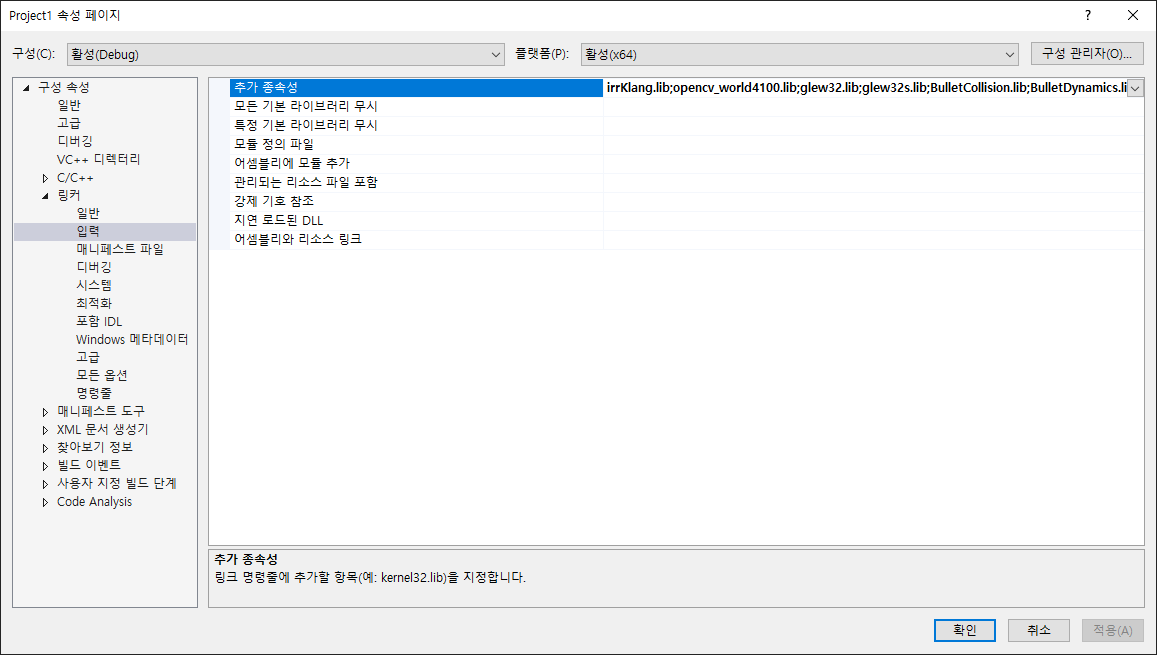 Project1 속성 페이지
구성(C):
활성(Debug)
플랫폼(P):
활성(x64)
구성 관리자(O)...
구성 속성
일반
고급
디버깅
VC++ 디렉터리
C/C++
링커
일반
입력
매니페스트 파일
디버깅
시스템
최적화
포함 IDL
Windows 메타데이터
고급
모든 옵션
명령줄
매니페스트 도구
XML 문서 생성기
찾아보기 정보
빌드 이벤트
사용자 지정 빌드 단계
Code Analysis
추가 종속성 irrKlang.lib;opencv_world4100.lib;glew32.lib;glew32s.lib;BulletCollision.lib;BulletDynamics.li
모든 기본 라이브러리 무시
특정 기본 라이브러리 무시
모듈 정의 파일
어셈블리에 모듈 추가
관리되는 리소스 파일 포함
강제 기호 참조
지연 로드된 DLL
어셈블리와 리소스 링크
추가 종속성
링크 명령줄에 추가할 항목(예: kernel32.lib)을 지정합니다.
확인
취소
적용(A)